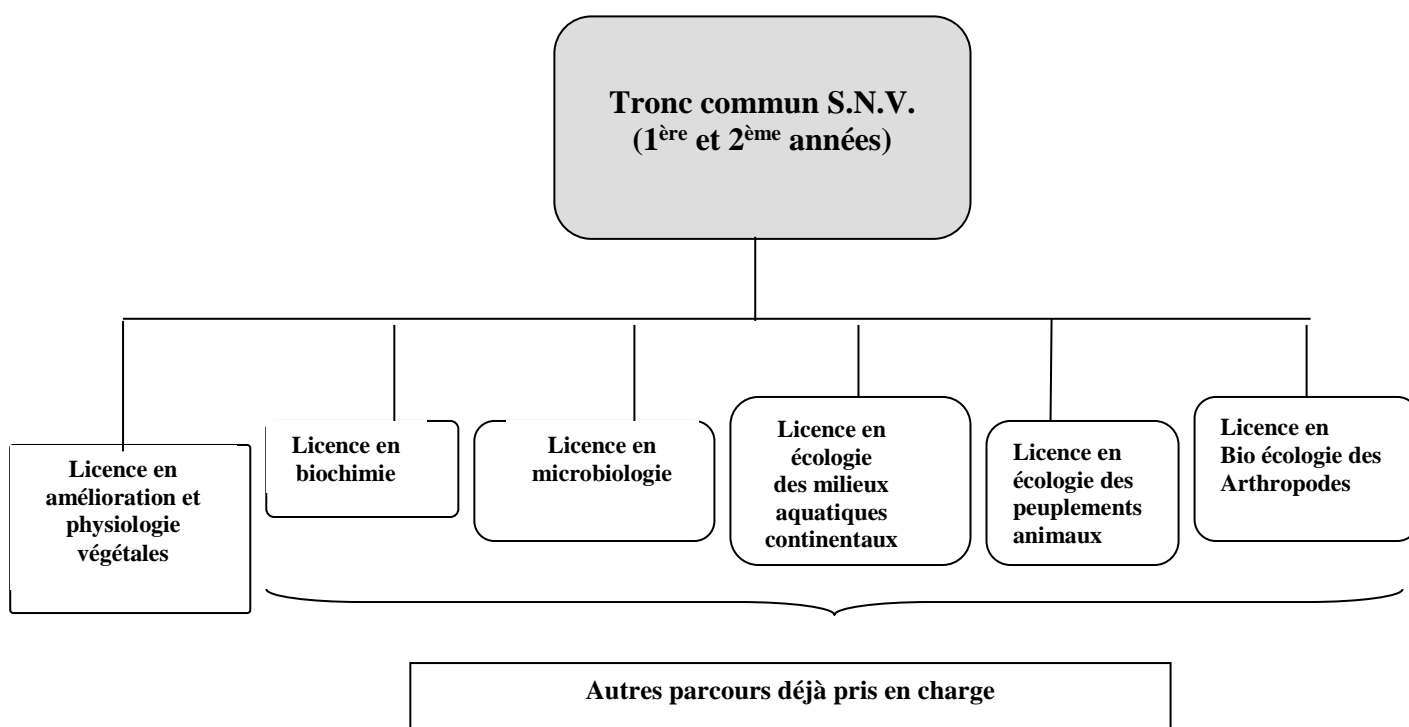 Tronc commun S.N.V.
(1ère et 2ème années)
Licence en
amélioration et
physiologie
végétales
Licence en
biochimie
Licence en
microbiologie
Licence en
écologie
des milieux
aquatiques
continentaux
Licence en
écologie des
peuplements
animaux
Licence en
Bio écologie des
Arthropodes
Autres parcours déjà pris en charge